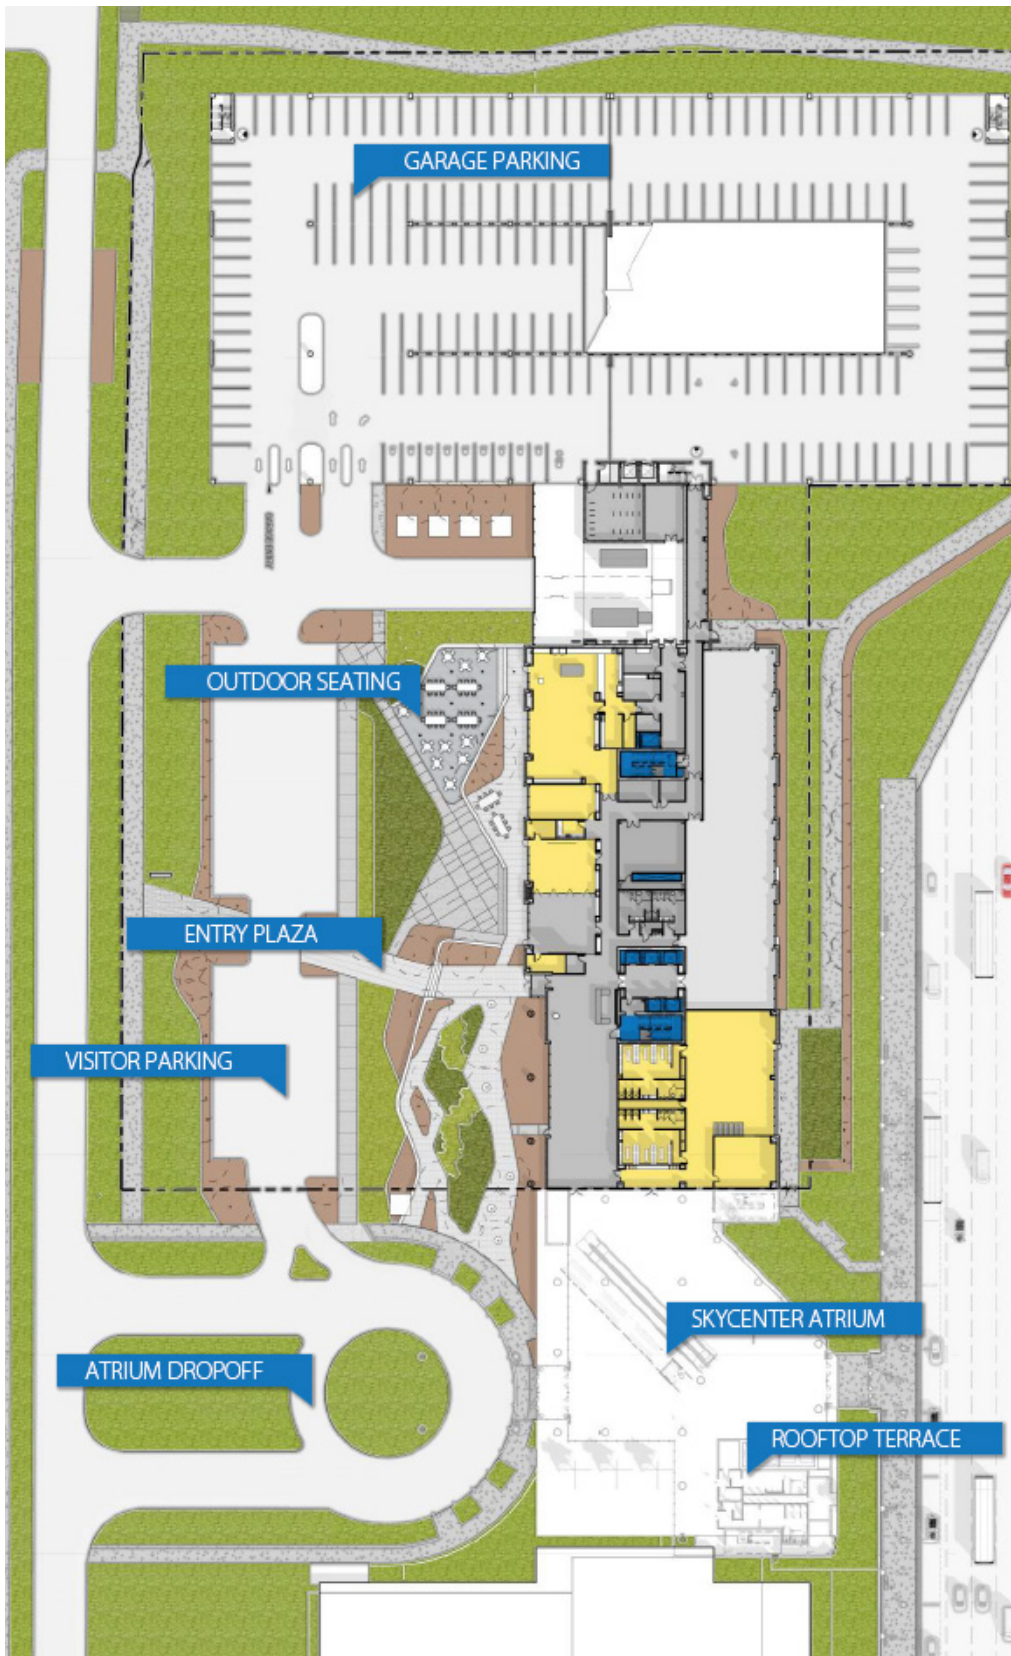 GARAGE PARKING
OUTDOOR SEATING
ENTRY PLAZA
VISITOR PARKING
SKYCENTER ATRIUM
ATRIUM DROPOFF
ROOFTOP TERRACE